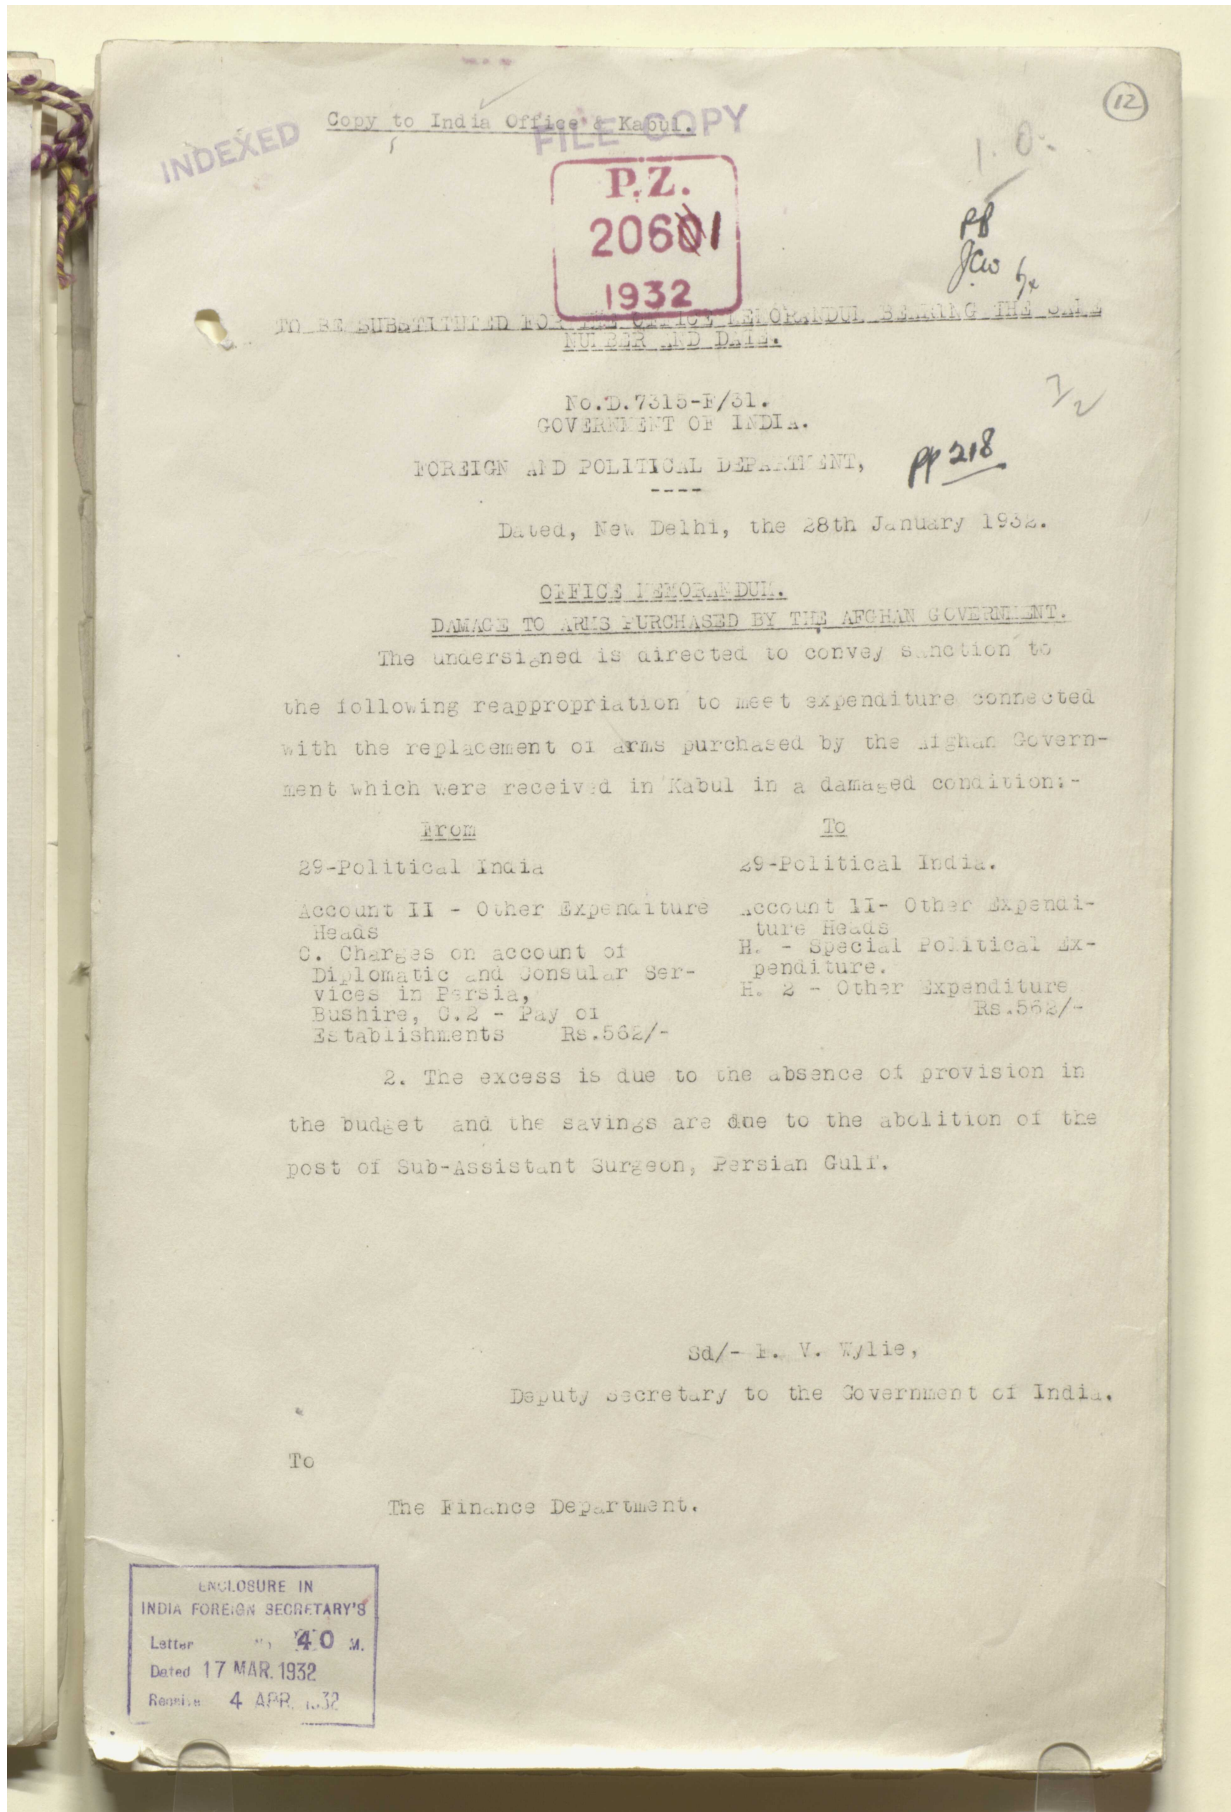 12
Copy to India Office & Kabul.
INDEXED
FILE COPY
P.Z.
2061
1932
TO BE SUBSTITUTED FOR THE OFFICE MEMORANDUM BEARING THE SAME
NUMBER AND DATE.
No.D.7315-F/31.
GOVERNMENT OF INDIA.
FOREIGN AND POLITICAL DEPARTMENT,
pp 218
----
Dated, New Delhi, the 28th January 1932.
OFFICE MEMORANDUM.
DAMAGE TO ARMS PURCHASED BY THE AFGHAN GOVERNMENT.
The undersigned is directed to convey sanction to
the following reappropriation to meet expenditure connected
with the replacement of arms purchased by the Afghan Govern-
ment which were received in Kabul in a damaged condition:-
From
29-Political India
Account II - Other Expenditure
Heads
C. Charges on account of
Diplomatic and Consular Ser-
vices in Persia,
Bushire, C.2 - Pay of
Establishments Rs.562/-
To
29-Political India.
Account II- Other Expendi-
ture Heads
H. - Special Political Ex-
penditure.
H. 2 - Other Expenditure
Rs.562/-
2. The excess is due to the absence of provision in
the budget and the savings are due to the abolition of the
post of Sub-Assistant Surgeon, Persian Gulf.
Sd/- F. V. Wylie,
Deputy Secretary to the Government of India.
To
The Finance Department.
ENCLOSURE IN
INDIA FOREIGN SECRETARY'S
Letter No 40 M.
Dated 17 MAR. 1932
Receive 4 APR. 1932